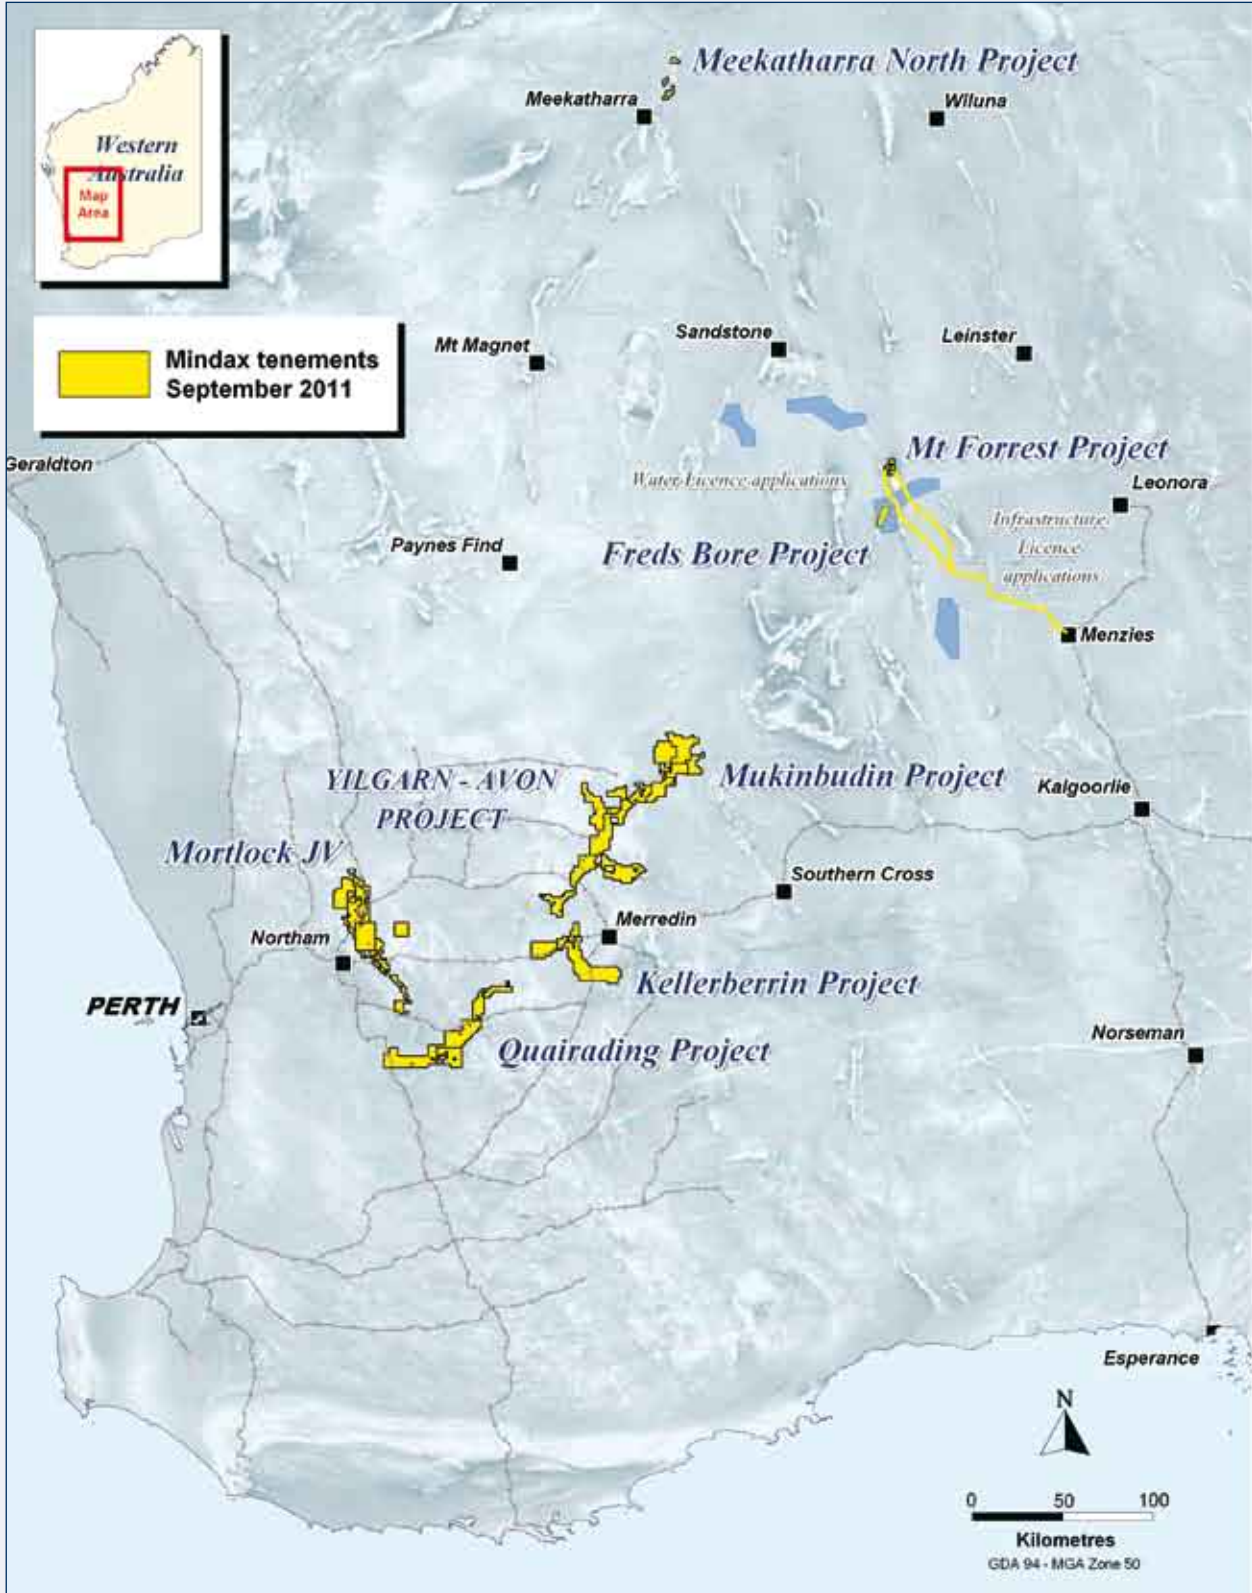 Meekatharra North Project
Meekatharra
Wiluna
Western
Australia
Map
Area
Mindax tenements
September 2011
Mt Magnet
Sandstone
Leinster
Geraldton
Mt Forrest Project
Water Licence applications
Leonora
Infrastructure
Licence
applications
Paynes Find
Freds Bore Project
Menzies
YILGARN - AVON
PROJECT
Mukinbudin Project
Kalgoorlie
Mortlock JV
Southern Cross
Merredin
Northam
Kellerberrin Project
PERTH
Norseman
Quairading Project
Esperance
N
0 50 100
Kilometres
GDA 94 - MGA Zone 50